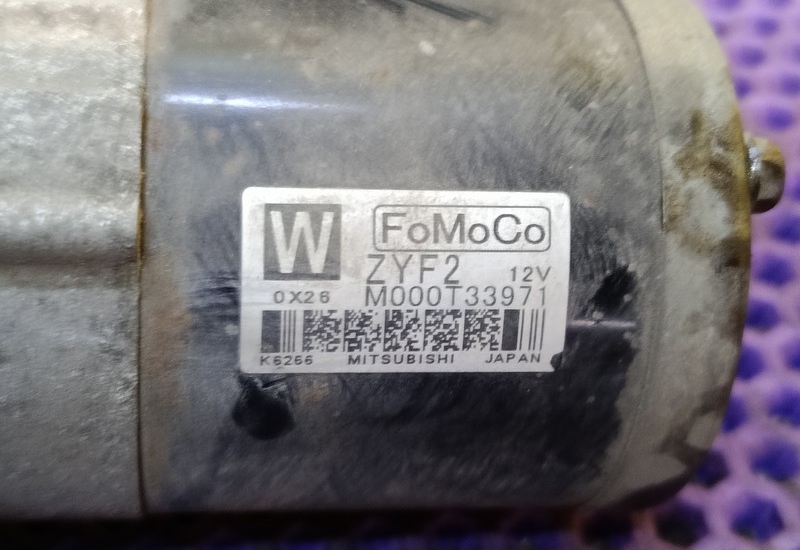 W FoMoCo
ZYF2 12V
0X26 M000T33971
K6266 MITSUBISHI JAPAN